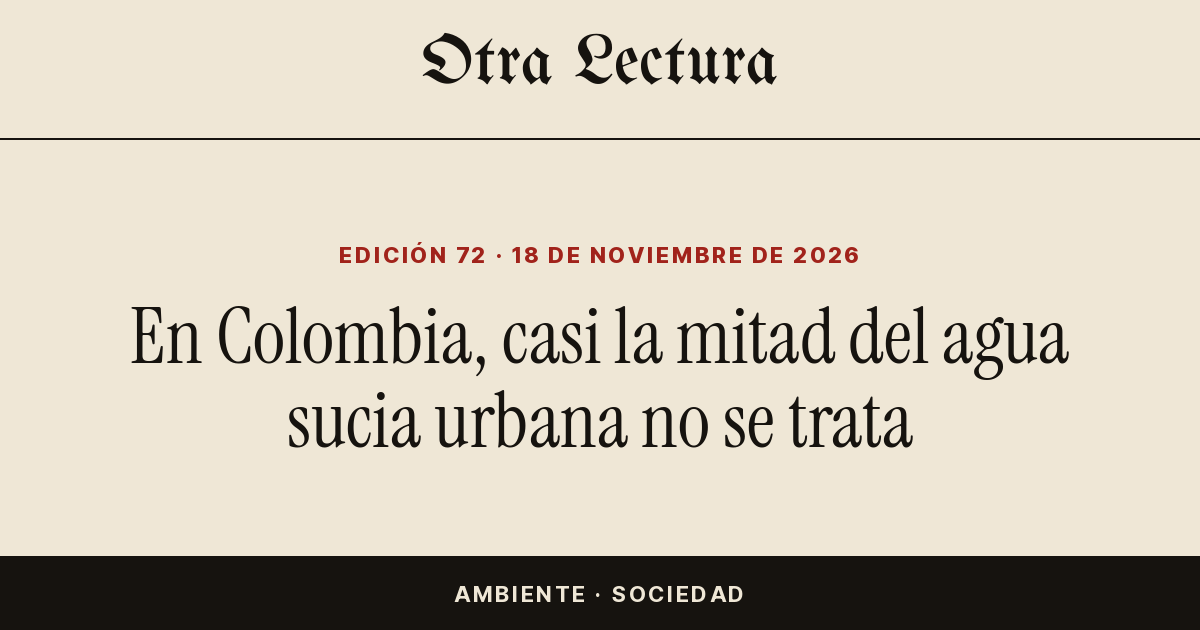 Otra Lectura
EDICIÓN 72 · 18 DE NOVIEMBRE DE 2026
En Colombia, casi la mitad del agua
sucia urbana no se trata
AMBIENTE · SOCIEDAD